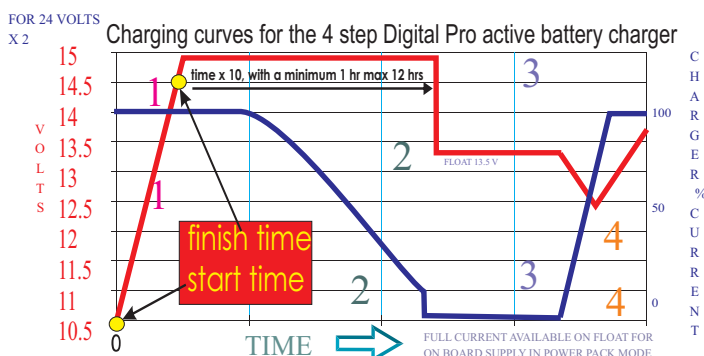 FOR 24 VOLTS
X 2
Charging curves for the 4 step Digital Pro active battery charger
15
14.5
14
13.5
13
12.5
12
11.5
11
10.5
VOLTS
time x 10, with a minimum 1 hr max 12 hrs
1
1
2
2
3
3
4
4
FLOAT 13.5 V
finish time
start time
100
50
0
CHARGER % CURRENT
0
TIME
FULL CURRENT AVAILABLE ON FLOAT FOR
ON BOARD SUPPLY IN POWER PACK MODE